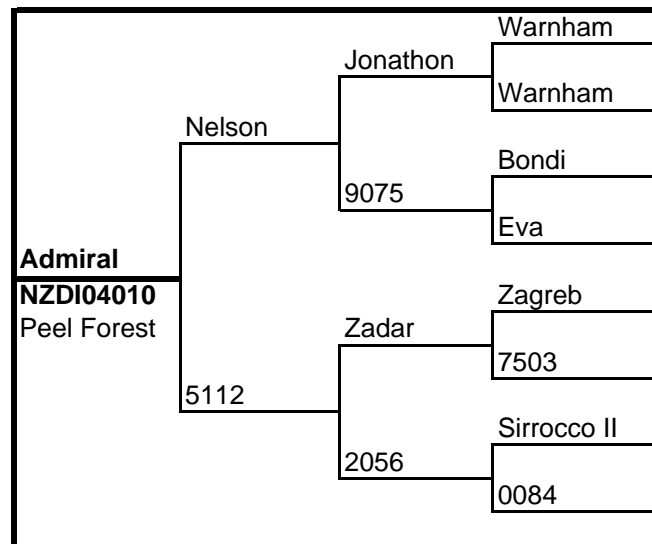 Warnham
Jonathon
Warnham
Nelson
Bondi
9075
Eva
Admiral
NZDI04010
Peel Forest
Zagreb
Zadar
7503
5112
Sirrocco II
2056
0084